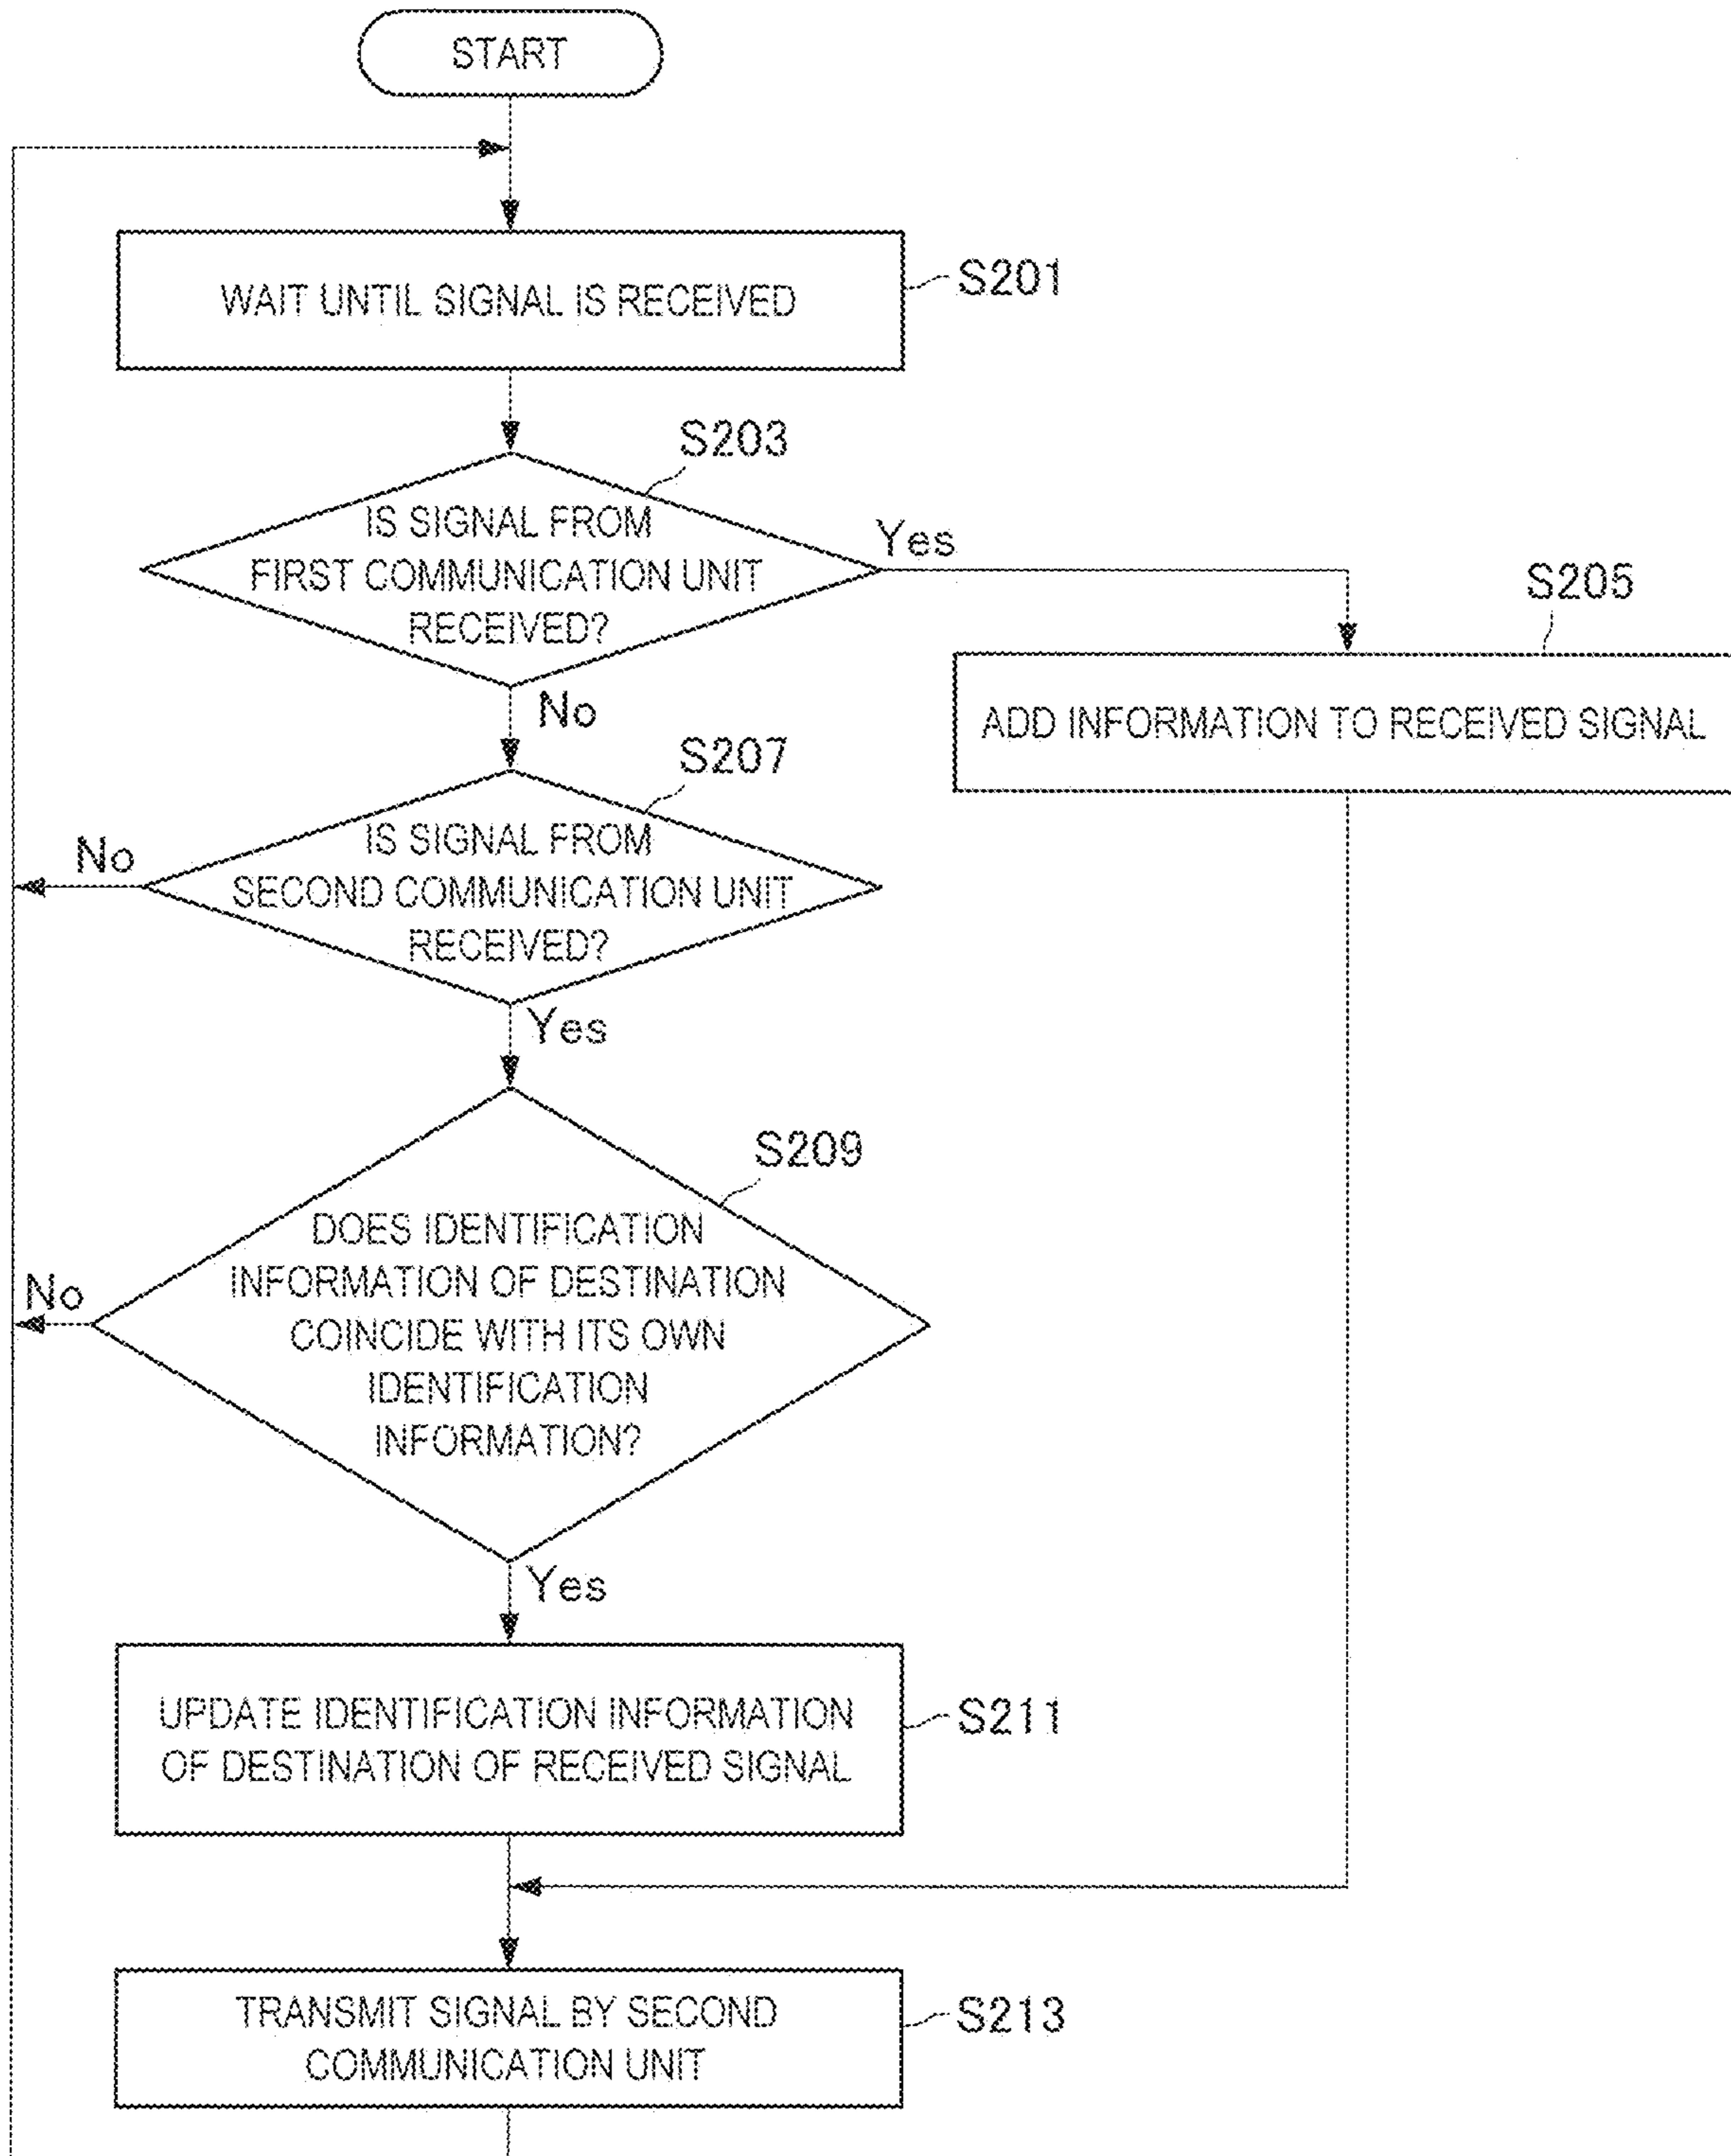 START
WAIT UNTIL SIGNAL IS RECEIVED
S201
S203
IS SIGNAL FROM
FIRST COMMUNICATION UNIT
RECEIVED?
Yes
No
S205
ADD INFORMATION TO RECEIVED SIGNAL
S207
IS SIGNAL FROM
SECOND COMMUNICATION UNIT
RECEIVED?
No
Yes
S209
DOES IDENTIFICATION
INFORMATION OF DESTINATION
COINCIDE WITH ITS OWN
IDENTIFICATION
INFORMATION?
No
Yes
UPDATE IDENTIFICATION INFORMATION
OF DESTINATION OF RECEIVED SIGNAL
S211
TRANSMIT SIGNAL BY SECOND
COMMUNICATION UNIT
S213